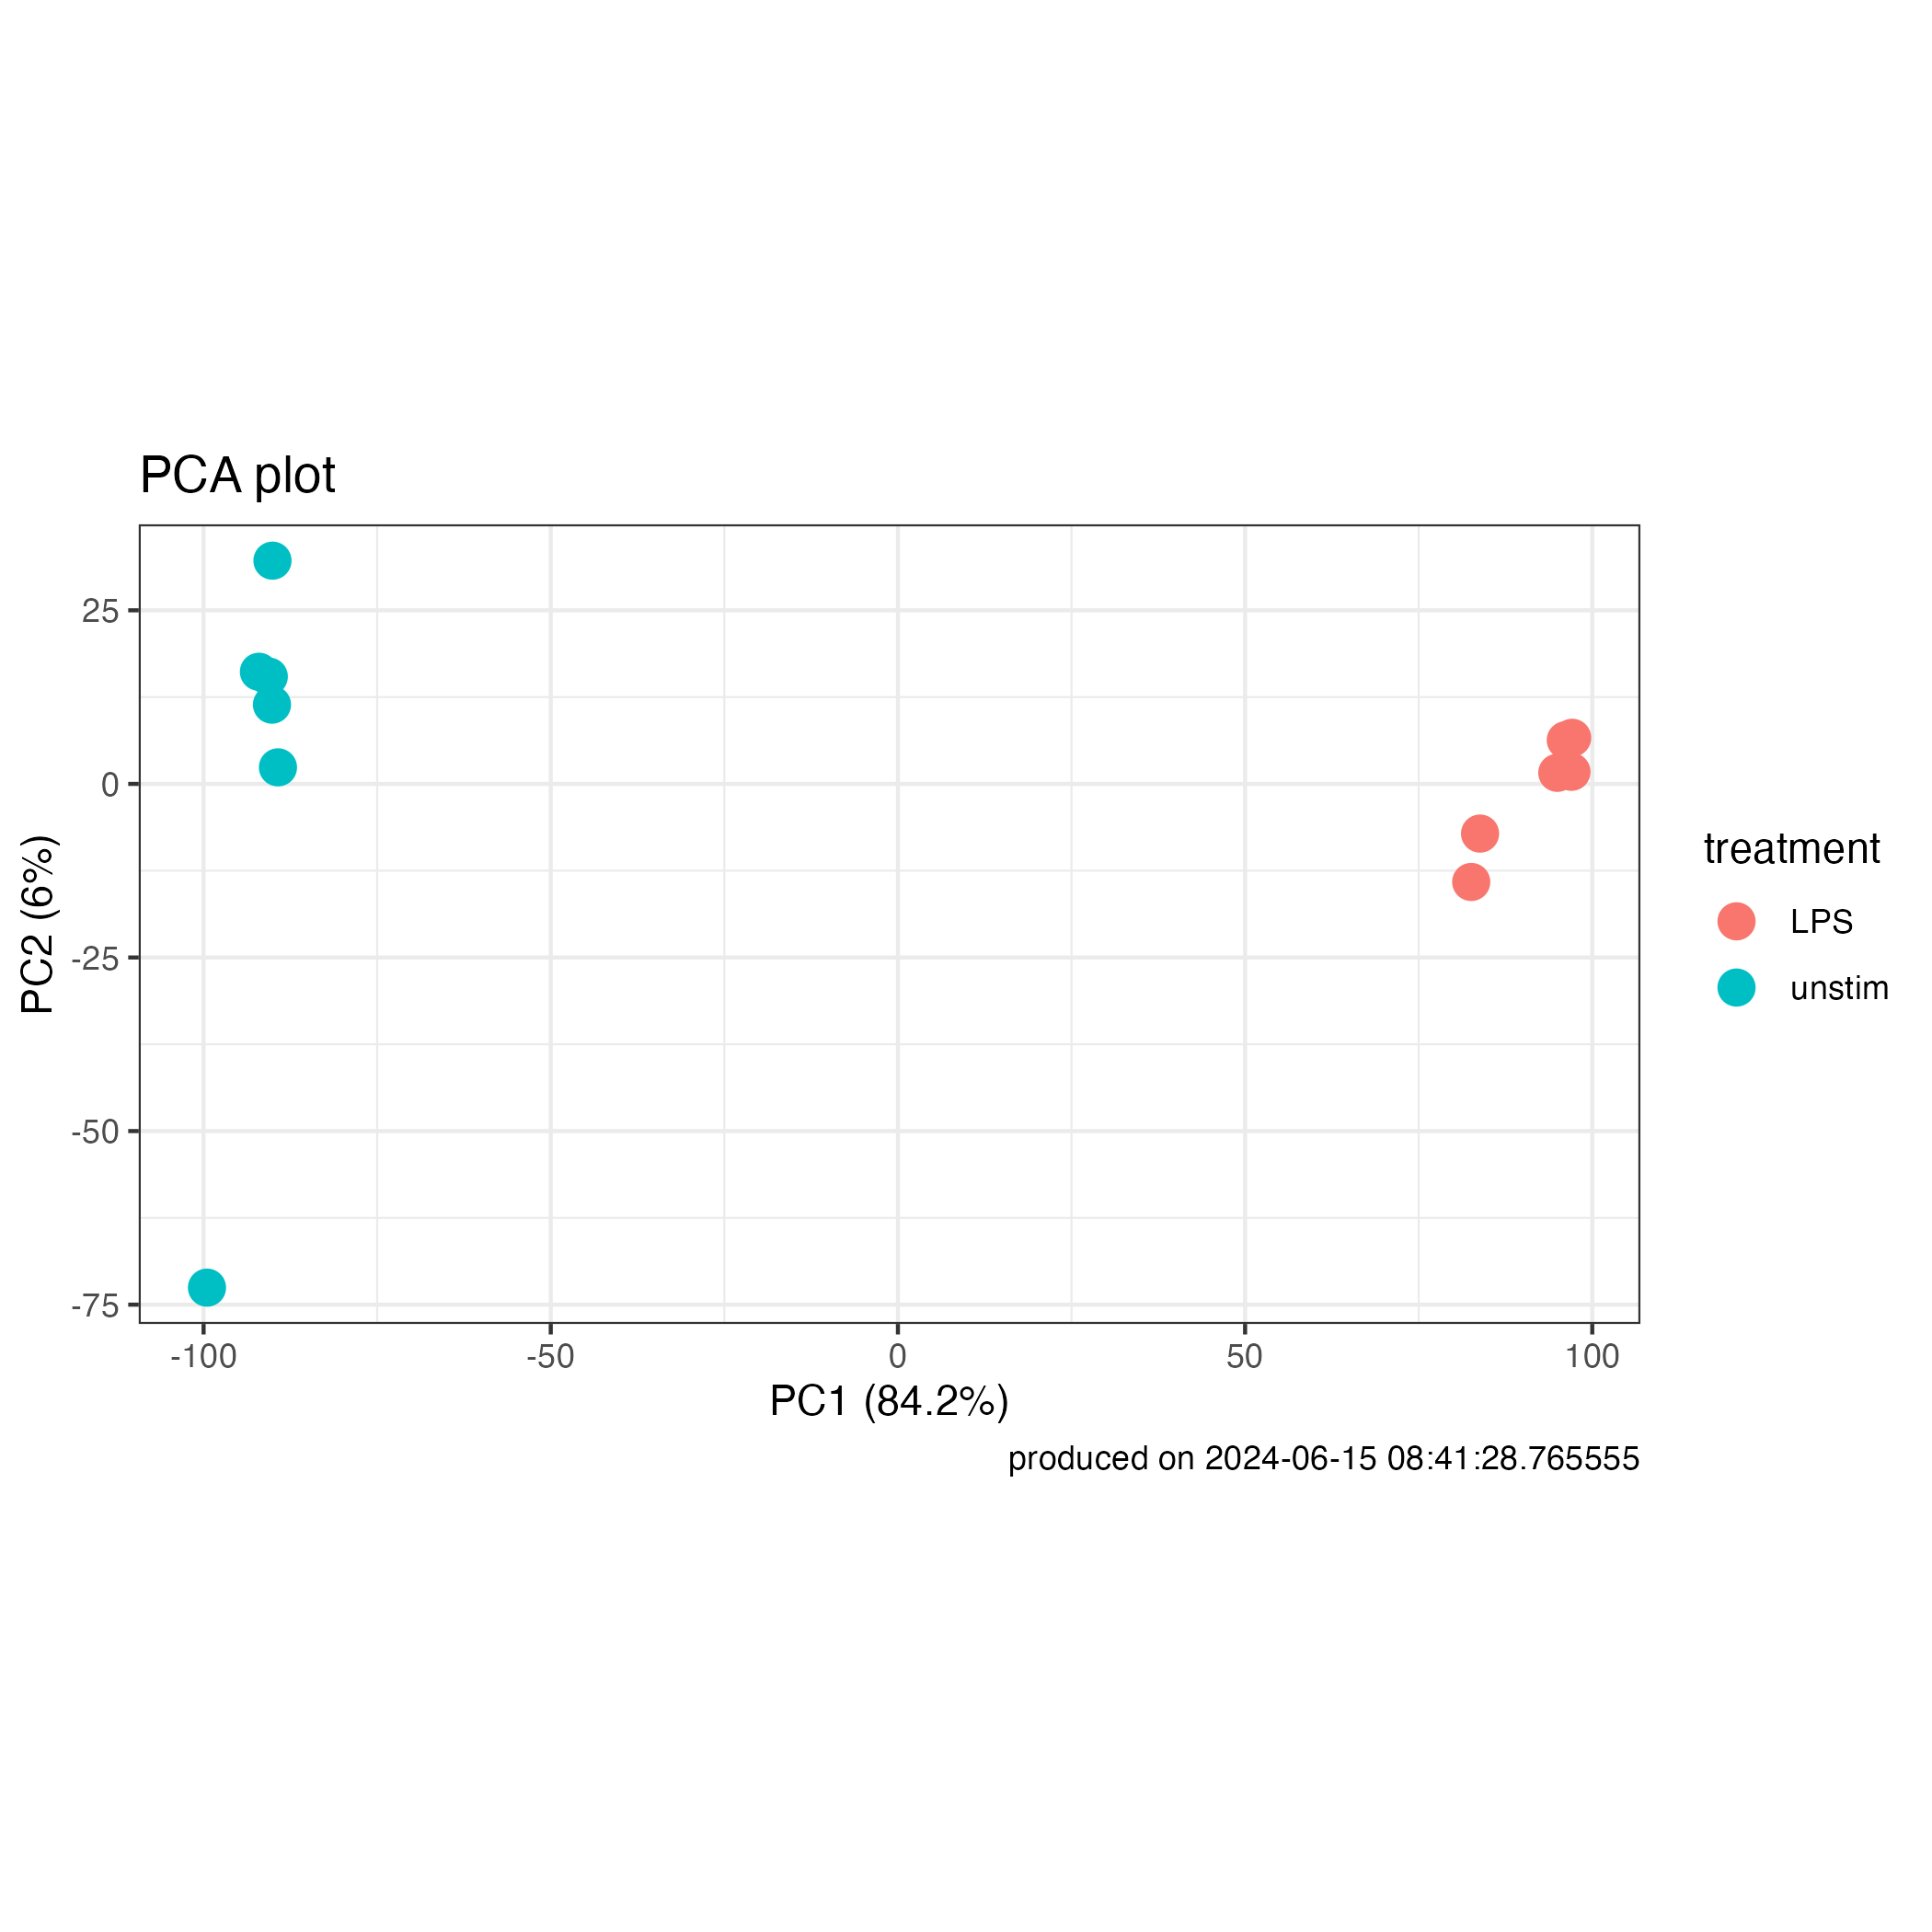 PCA plot
25
0
-25
-50
-75
PC2 (6%)
-100 -50 0 50 100
PC1 (84.2%)
produced on 2024-06-15 08:41:28.765555
treatment
LPS
unstim